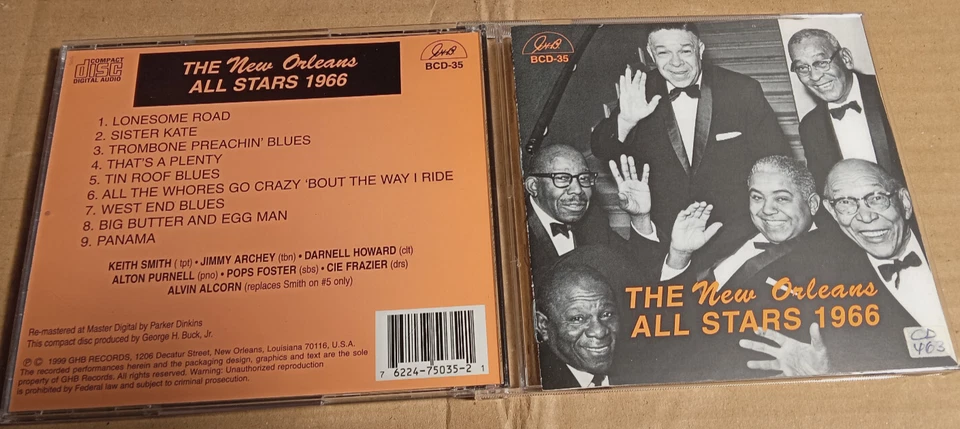 COMPACT
disc
DIGITAL AUDIO
THE New Orleans
ALL STARS 1966
GHB
BCD-35
1. LONESOME ROAD
2. SISTER KATE
3. TROMBONE PREACHIN' BLUES
4. THAT'S A PLENTY
5. TIN ROOF BLUES
6. ALL THE WHORES GO CRAZY 'BOUT THE WAY I RIDE
7. WEST END BLUES
8. BIG BUTTER AND EGG MAN
9. PANAMA
KEITH SMITH ( tpt) • JIMMY ARCHEY (tbn) • DARNELL HOWARD (clt)
ALTON PURNELL (pno) • POPS FOSTER (sbs) • CIE FRAZIER (drs)
ALVIN ALCORN (replaces Smith on #5 only)
Re-mastered at Master Digital by Parker Dinkins
This compact disc produced by George H. Buck, Jr.
℗ © 1999 GHB RECORDS, 1206 Decatur Street, New Orleans, Louisiana 70116, U.S.A.
The recorded performances herein and the packaging design, graphics and text are the sole
property of GHB Records. All rights reserved. Warning: Unauthorized reproduction
is prohibited by Federal law and subject to criminal prosecution.
7 6224-75035-2 1
GHB
BCD-35
THE New Orleans
ALL STARS 1966
CD
463